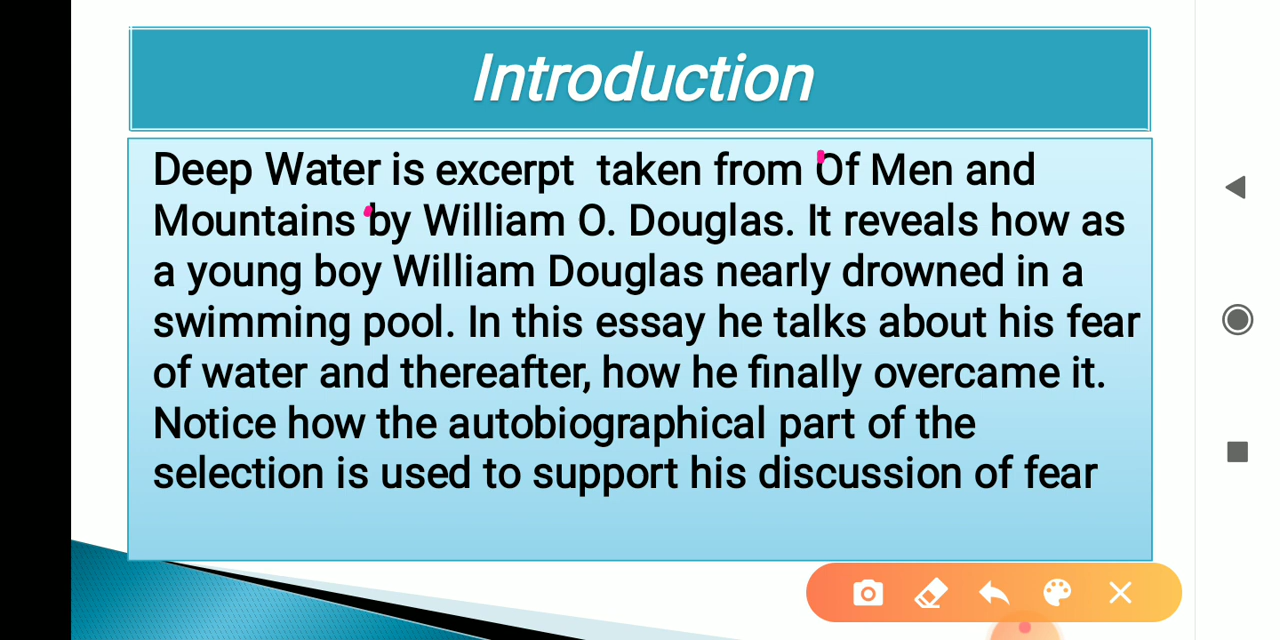 Introduction
Deep Water is excerpt taken from 'Of Men and
Mountains 'by William O. Douglas. It reveals how as
a young boy William Douglas nearly drowned in a
swimming pool. In this essay he talks about his fear
of water and thereafter, how he finally overcame it.
Notice how the autobiographical part of the
selection is used to support his discussion of fear